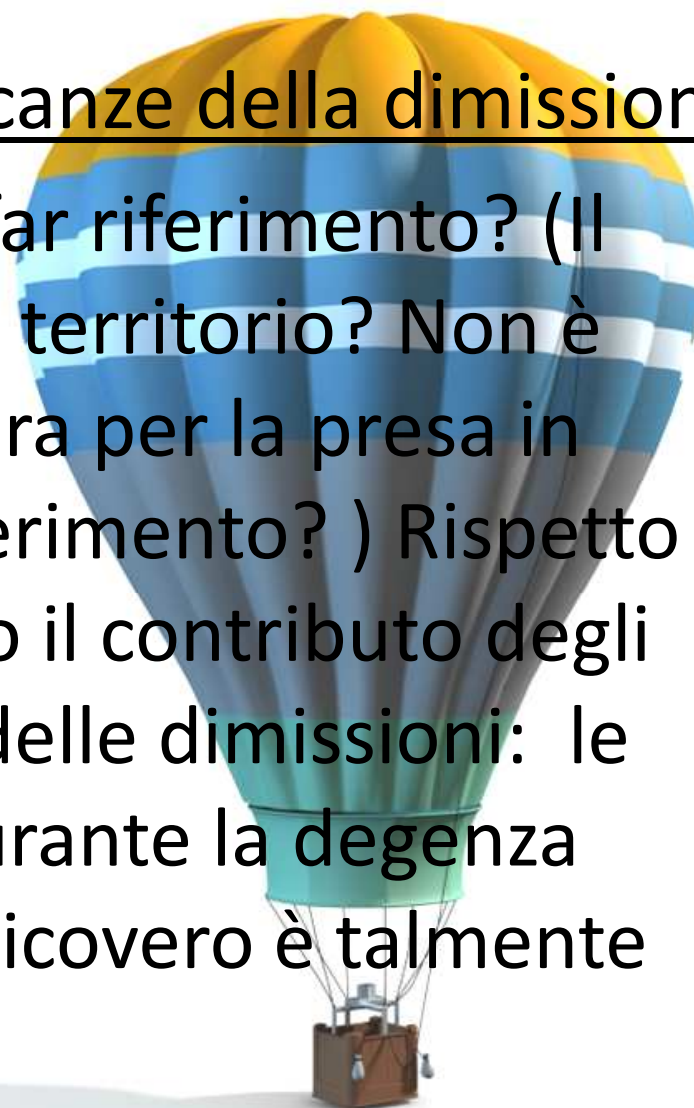 canze della dimission
far riferimento? (Il
territorio? Non è
ra per la presa in
erimento? ) Rispetto
o il contributo degli
delle dimissioni:  le
urante la degenza
icovero è talmente